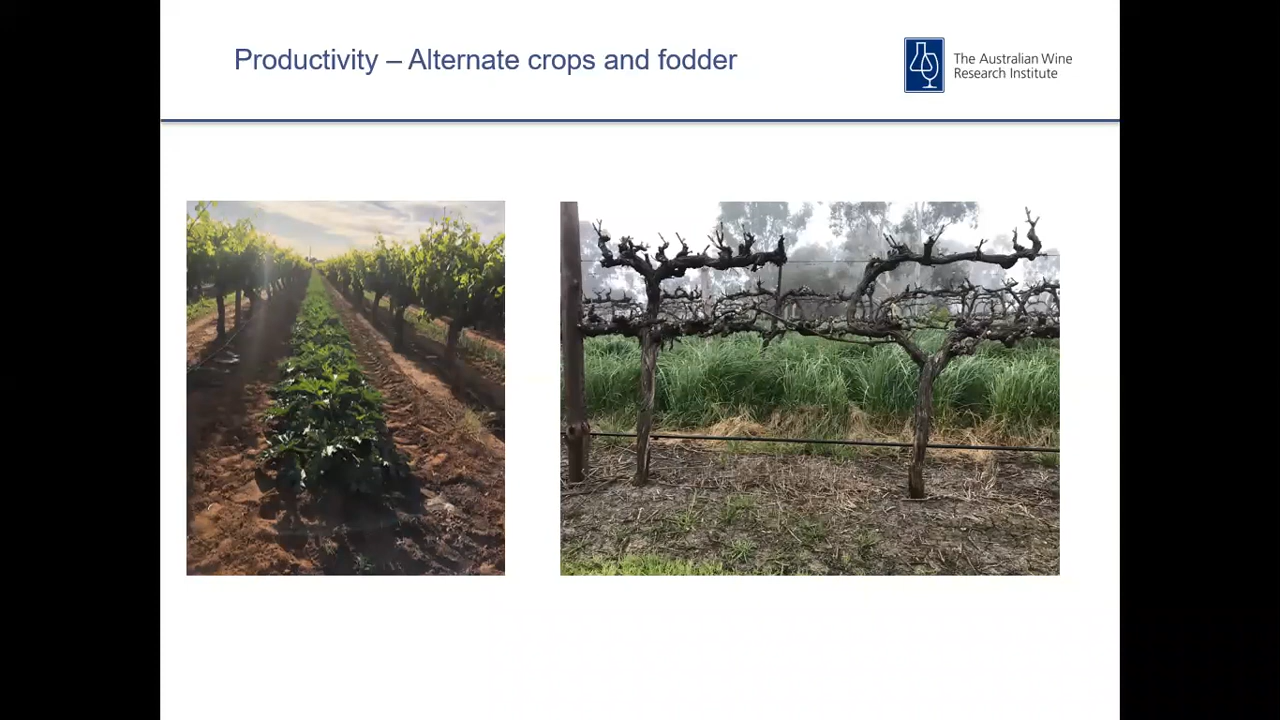 Productivity – Alternate crops and fodder
The Australian Wine
Research Institute